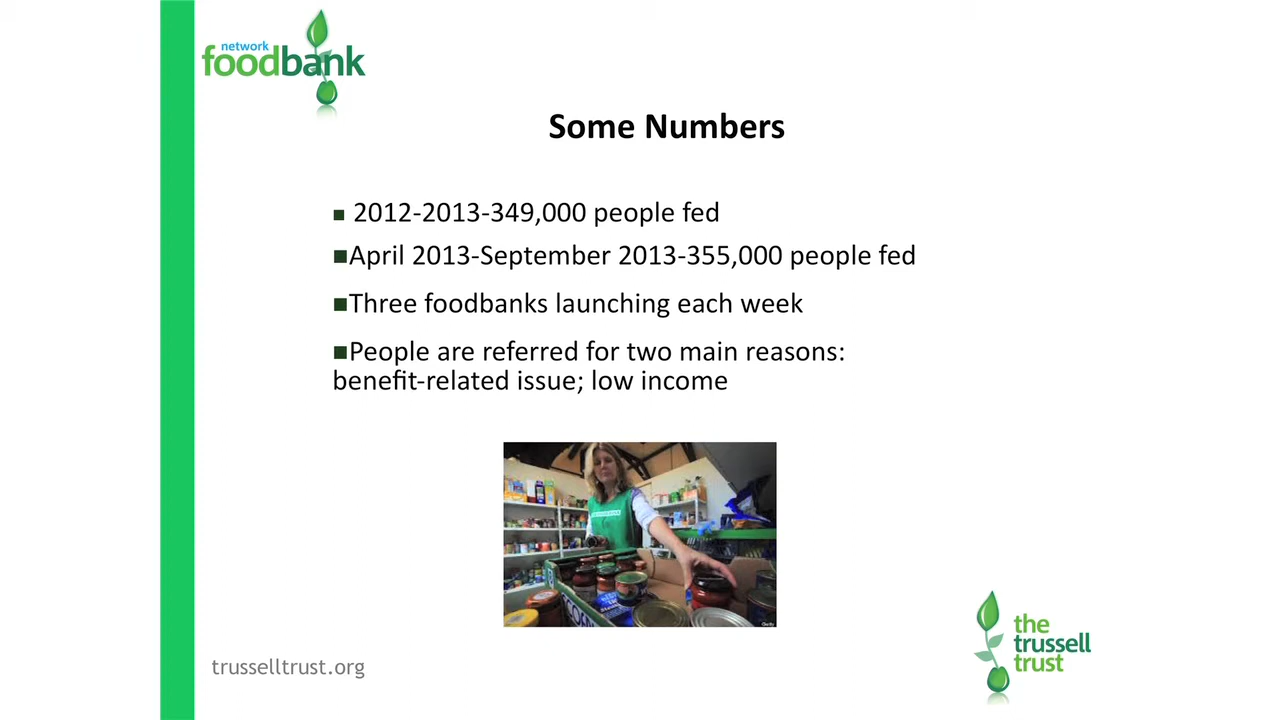 network
foodbank
Some Numbers
■ 2012-2013-349,000 people fed
■April 2013-September 2013-355,000 people fed
■Three foodbanks launching each week
■People are referred for two main reasons:
benefit-related issue; low income
Getty
trusselltrust.org
the
trussell
trust